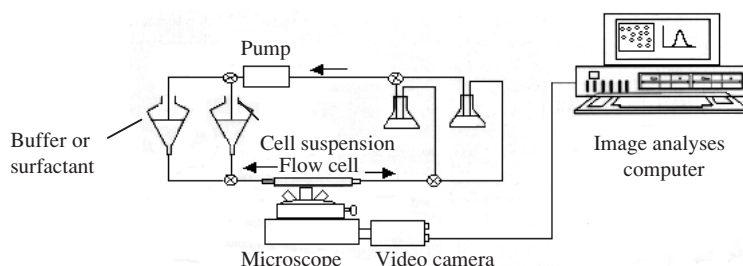 Pump
Buffer or
surfactant
Cell suspension
Flow cell
Image analyses
computer
Microscope
Video camera